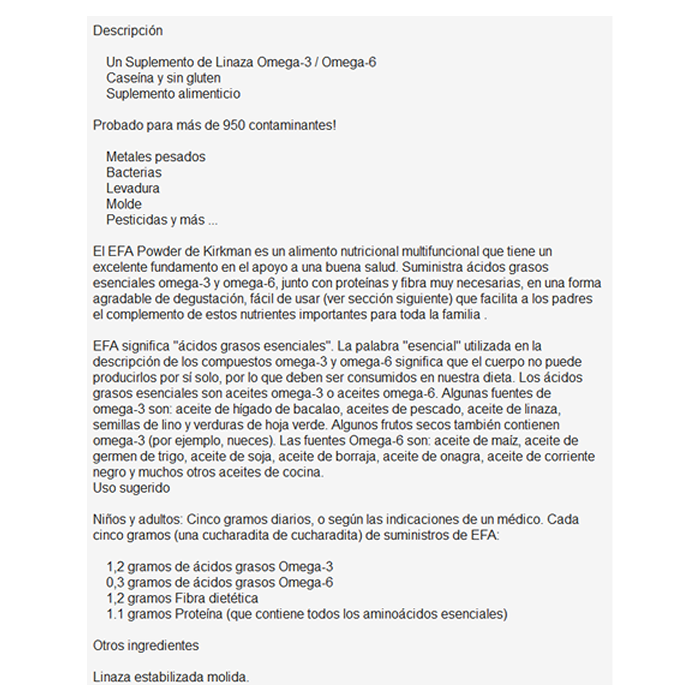 Descripción
Un Suplemento de Linaza Omega-3 / Omega-6
Caseína y sin gluten
Suplemento alimenticio
Probado para más de 950 contaminantes!
Metales pesados
Bacterias
Levadura
Molde
Pesticidas y más ...
El EFA Powder de Kirkman es un alimento nutricional multifuncional que tiene un
excelente fundamento en el apoyo a una buena salud. Suministra ácidos grasos
esenciales omega-3 y omega-6, junto con proteínas y fibra muy necesarias, en una forma
agradable de degustación, fácil de usar (ver sección siguiente) que facilita a los padres
el complemento de estos nutrientes importantes para toda la familia .
EFA significa "ácidos grasos esenciales". La palabra "esencial" utilizada en la
descripción de los compuestos omega-3 y omega-6 significa que el cuerpo no puede
producirlos por sí solo, por lo que deben ser consumidos en nuestra dieta. Los ácidos
grasos esenciales son aceites omega-3 o aceites omega-6. Algunas fuentes de
omega-3 son: aceite de hígado de bacalao, aceites de pescado, aceite de linaza,
semillas de lino y verduras de hoja verde. Algunos frutos secos también contienen
omega-3 (por ejemplo, nueces). Las fuentes Omega-6 son: aceite de maíz, aceite de
germen de trigo, aceite de soja, aceite de borraja, aceite de onagra, aceite de corriente
negro y muchos otros aceites de cocina.
Uso sugerido
Niños y adultos: Cinco gramos diarios, o según las indicaciones de un médico. Cada
cinco gramos (una cucharadita de cucharadita) de suministros de EFA:
1,2 gramos de ácidos grasos Omega-3
0,3 gramos de ácidos grasos Omega-6
1,2 gramos Fibra dietética
1.1 gramos Proteína (que contiene todos los aminoácidos esenciales)
Otros ingredientes
Linaza estabilizada molida.